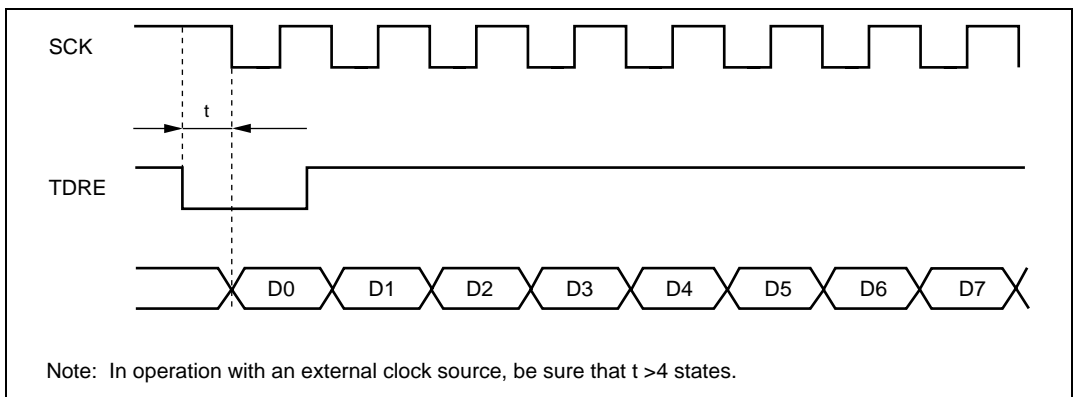 SCK
t
TDRE
D0 D1 D2 D3 D4 D5 D6 D7
Note: In operation with an external clock source, be sure that t >4 states.